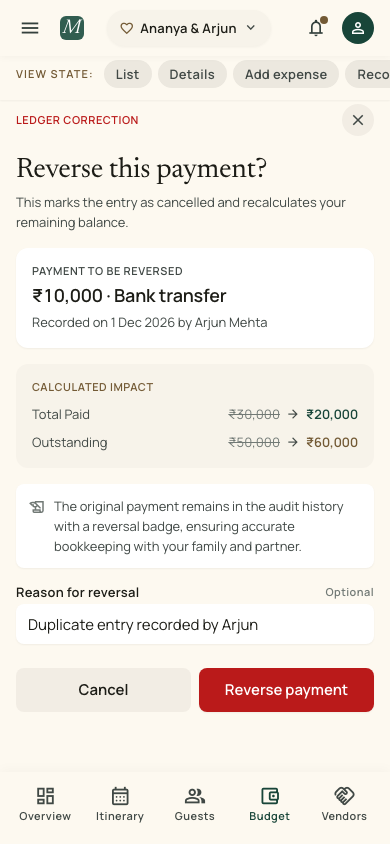 M
Ananya & Arjun
VIEW STATE:
List
Details
Add expense
Reco
LEDGER CORRECTION
Reverse this payment?
This marks the entry as cancelled and recalculates your
remaining balance.
PAYMENT TO BE REVERSED
₹10,000 · Bank transfer
Recorded on 1 Dec 2026 by Arjun Mehta
CALCULATED IMPACT
Total Paid ₹30,000 → ₹20,000
Outstanding ₹50,000 → ₹60,000
The original payment remains in the audit history
with a reversal badge, ensuring accurate
bookkeeping with your family and partner.
Reason for reversal Optional
Duplicate entry recorded by Arjun
Cancel Reverse payment
Overview Itinerary Guests Budget Vendors